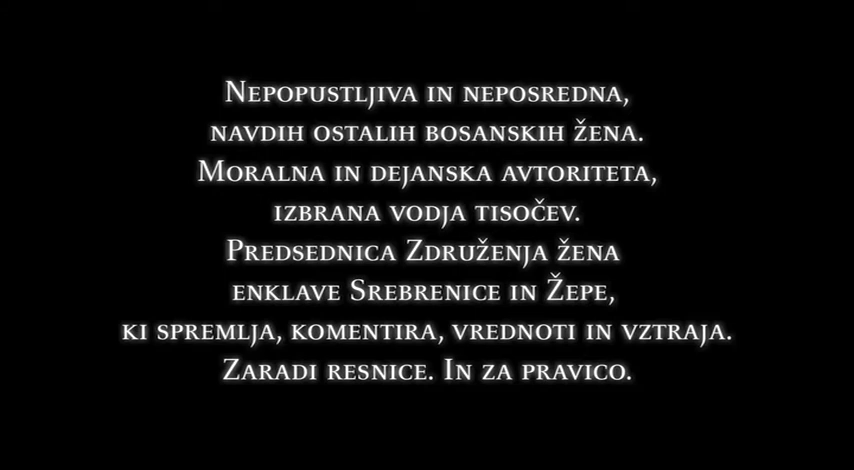 Nepopustljiva in neposredna,
navdih ostalih bosanskih žena.
Moralna in dejanska avtoriteta,
izbrana vodja tisočev.
Predsednica Združenja žena
enklave Srebrenice in Žepe,
ki spremlja, komentira, vrednoti in vztraja.
Zaradi resnice. In za pravico.